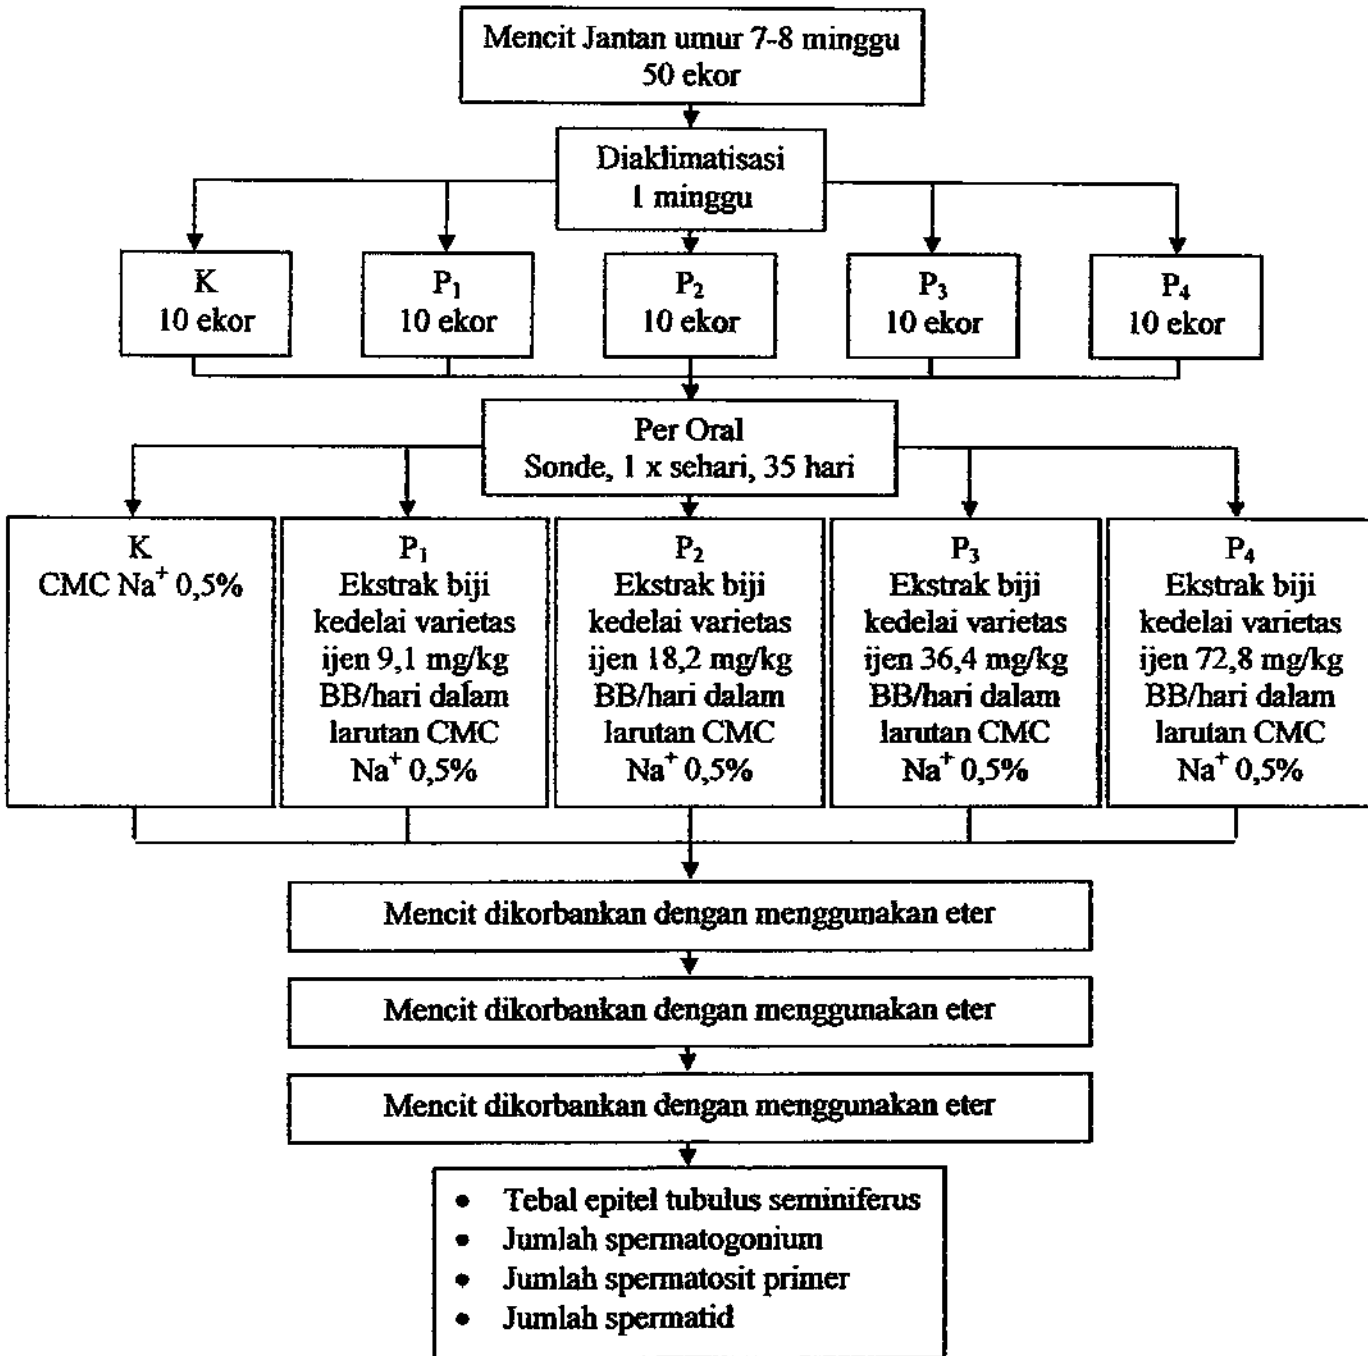 Mencit Jantan umur 7-8 minggu
50 ekor
Diaklimatisasi
1 minggu
K
10 ekor
P₁
10 ekor
P₂
10 ekor
P₃
10 ekor
P₄
10 ekor
Per Oral
Sonde, 1 x sehari, 35 hari
K
CMC Na⁺ 0,5%
P₁
Ekstrak biji
kedelai varietas
ijen 9,1 mg/kg
BB/hari dalam
larutan CMC
Na⁺ 0,5%
P₂
Ekstrak biji
kedelai varietas
ijen 18,2 mg/kg
BB/hari dalam
larutan CMC
Na⁺ 0,5%
P₃
Ekstrak biji
kedelai varietas
ijen 36,4 mg/kg
BB/hari dalam
larutan CMC
Na⁺ 0,5%
P₄
Ekstrak biji
kedelai varietas
ijen 72,8 mg/kg
BB/hari dalam
larutan CMC
Na⁺ 0,5%
Mencit dikorbankan dengan menggunakan eter
Mencit dikorbankan dengan menggunakan eter
Mencit dikorbankan dengan menggunakan eter
• Tebal epitel tubulus seminiferus
• Jumlah spermatogonium
• Jumlah spermatosit primer
• Jumlah spermatid